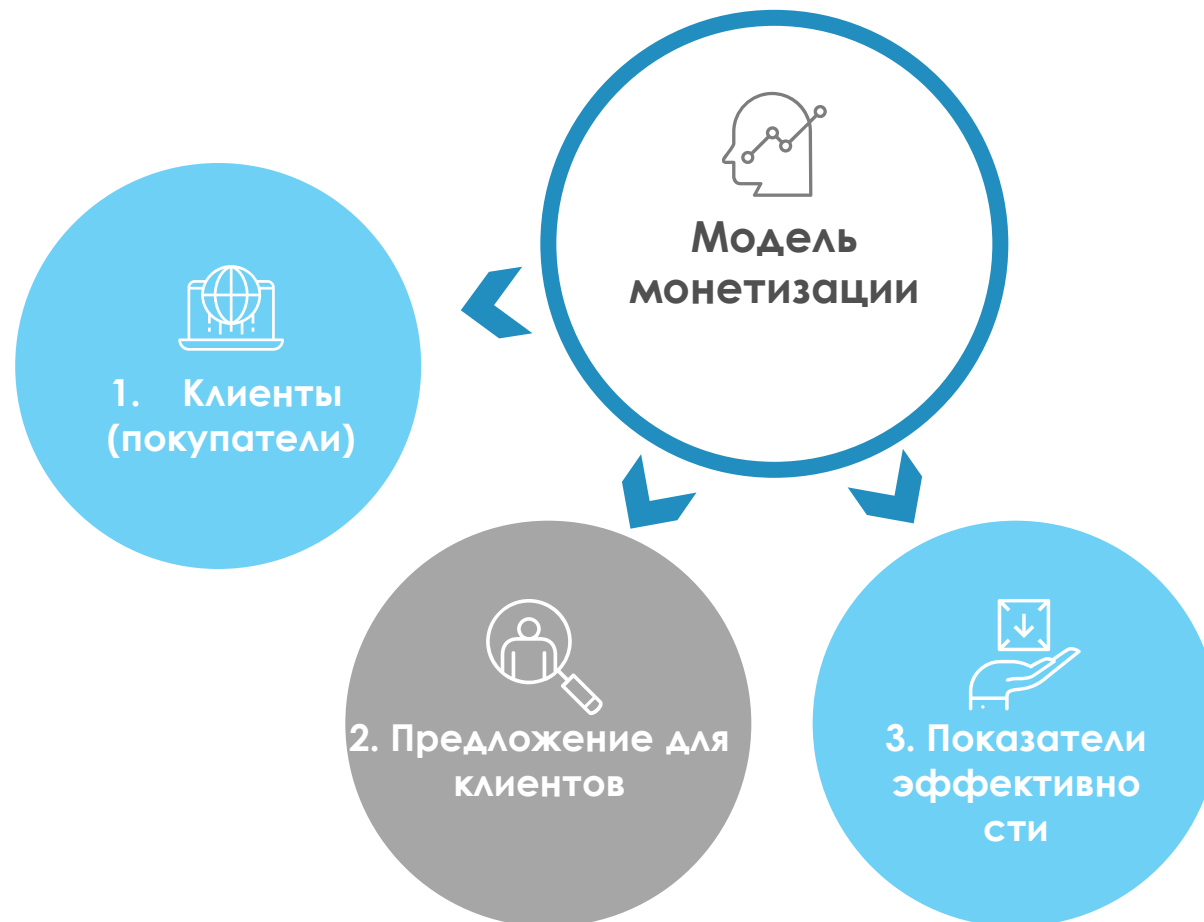 Модель
монетизации
1. Клиенты
(покупатели)
2. Предложение для
клиентов
3. Показатели
эффективно
сти